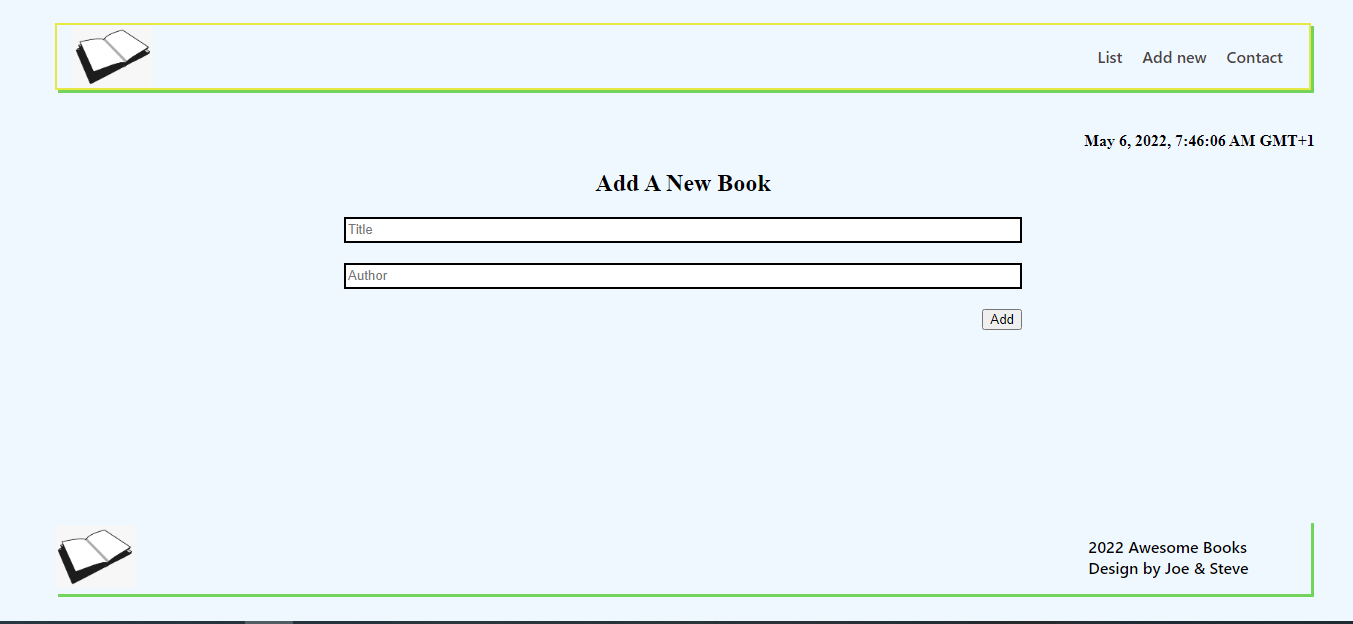 List Add new Contact
May 6, 2022, 7:46:06 AM GMT+1
Add A New Book
Title
Author
Add
2022 Awesome Books
Design by Joe & Steve